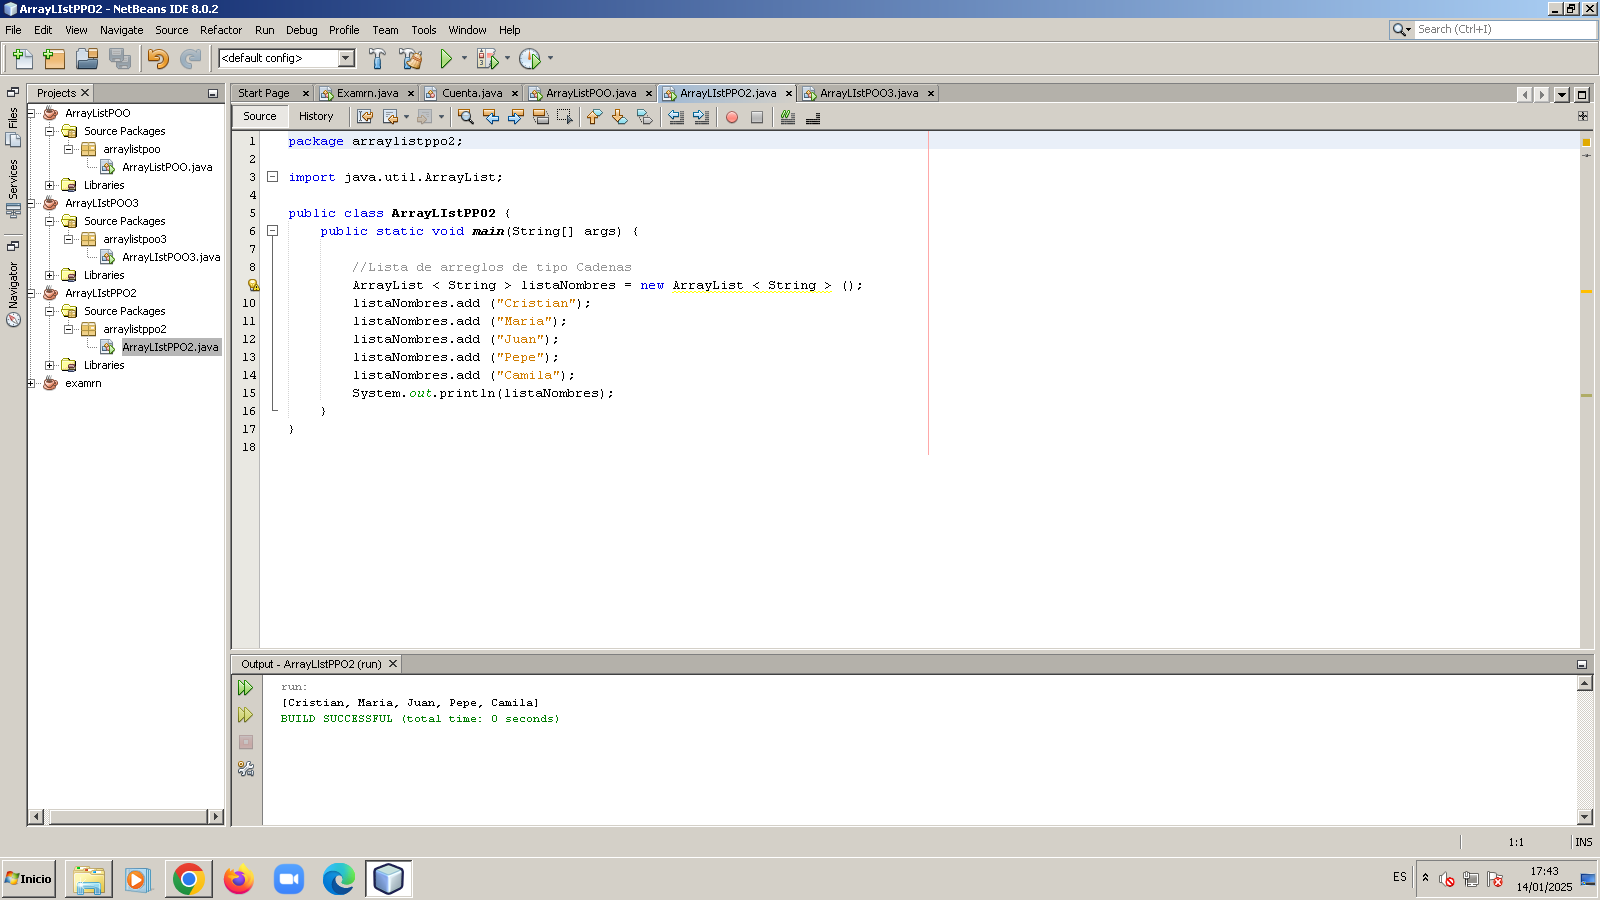 ArrayLIstPPO2 - NetBeans IDE 8.0.2
File Edit View Navigate Source Refactor Run Debug Profile Team Tools Window Help
Search (Ctrl+I)
<default config>
Projects
Start Page Examrn.java Cuenta.java ArrayListPOO.java ArrayLIstPPO2.java ArrayLIstPOO3.java
Source History
Files
Services
Navigator
ArrayListPOO
Source Packages
arraylistpoo
ArrayListPOO.java
Libraries
ArrayLIstPOO3
Source Packages
arraylistpoo3
ArrayLIstPOO3.java
Libraries
ArrayLIstPPO2
Source Packages
arraylistppo2
ArrayLIstPPO2.java
Libraries
examrn
1 package arraylistppo2;
2
3 import java.util.ArrayList;
4
5 public class ArrayLIstPPO2 {
6 public static void main(String[] args) {
7
8 //Lista de arreglos de tipo Cadenas
ArrayList < String > listaNombres = new ArrayList < String > ();
10 listaNombres.add ("Cristian");
11 listaNombres.add ("Maria");
12 listaNombres.add ("Juan");
13 listaNombres.add ("Pepe");
14 listaNombres.add ("Camila");
15 System.out.println(listaNombres);
16 }
17 }
18
Output - ArrayLIstPPO2 (run)
run:
[Cristian, Maria, Juan, Pepe, Camila]
BUILD SUCCESSFUL (total time: 0 seconds)
1:1 INS
Inicio
ES
17:43
14/01/2025